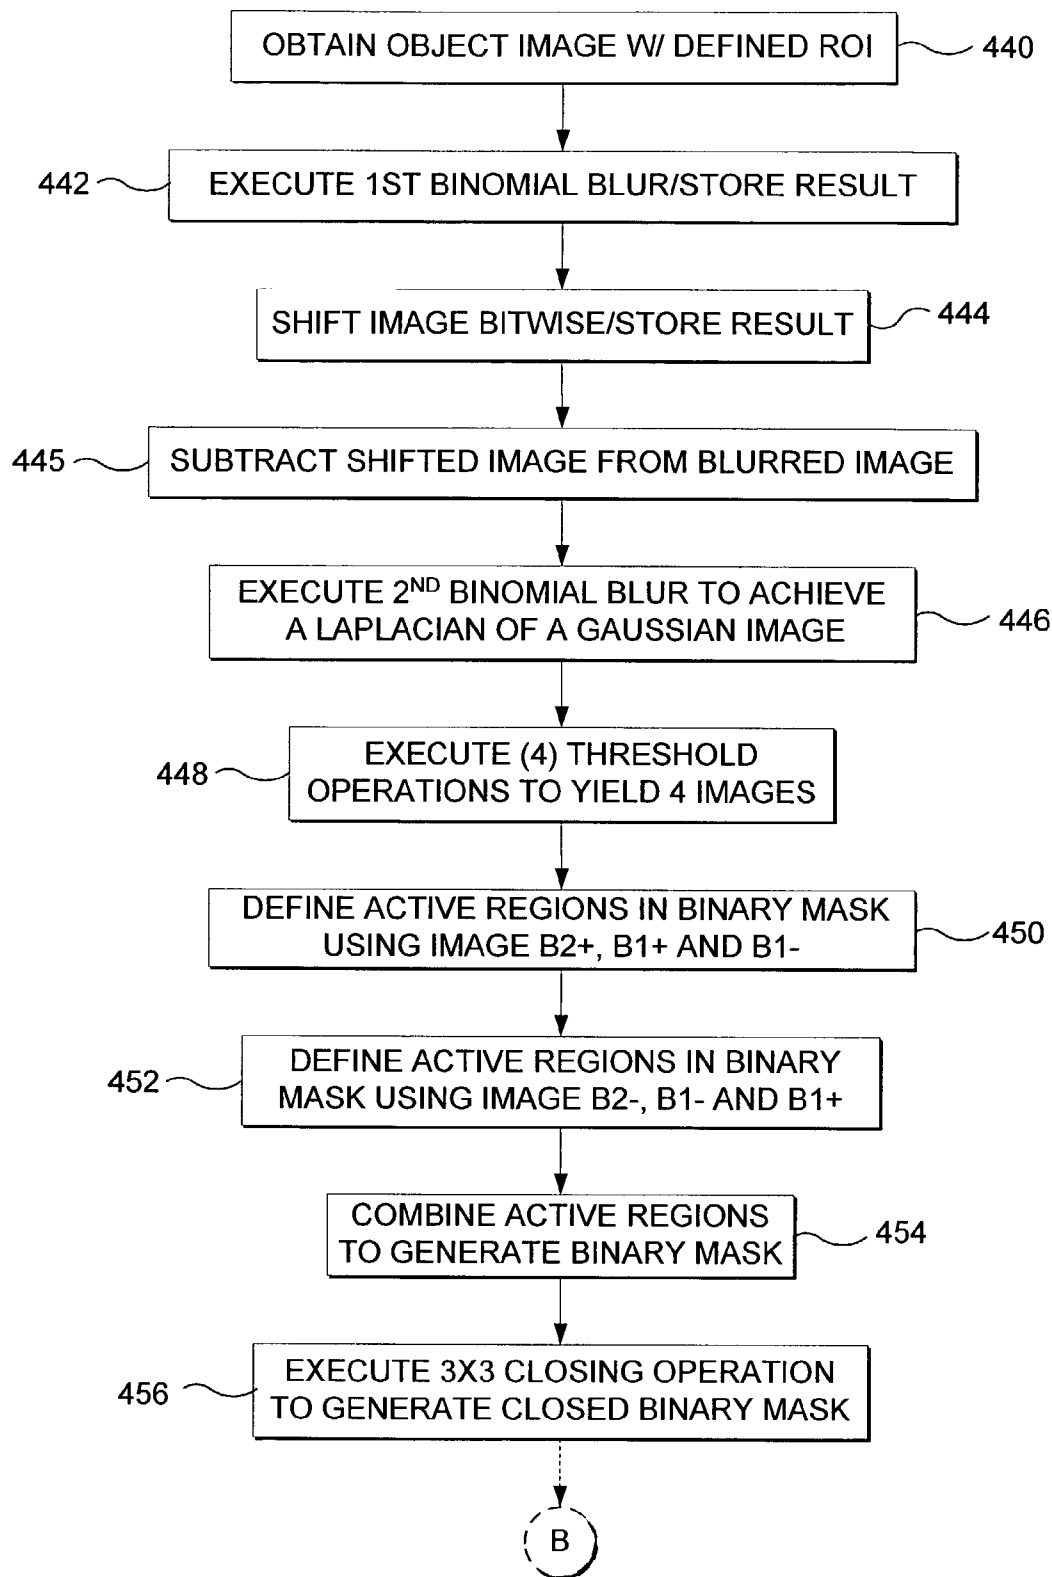 OBTAIN OBJECT IMAGE W/ DEFINED ROI
440
442
EXECUTE 1ST BINOMIAL BLUR/STORE RESULT
SHIFT IMAGE BITWISE/STORE RESULT
444
445
SUBTRACT SHIFTED IMAGE FROM BLURRED IMAGE
EXECUTE 2ND BINOMIAL BLUR TO ACHIEVE
A LAPLACIAN OF A GAUSSIAN IMAGE
446
448
EXECUTE (4) THRESHOLD
OPERATIONS TO YIELD 4 IMAGES
DEFINE ACTIVE REGIONS IN BINARY MASK
USING IMAGE B2+, B1+ AND B1-
450
452
DEFINE ACTIVE REGIONS IN BINARY
MASK USING IMAGE B2-, B1- AND B1+
COMBINE ACTIVE REGIONS
TO GENERATE BINARY MASK
454
456
EXECUTE 3X3 CLOSING OPERATION
TO GENERATE CLOSED BINARY MASK
B